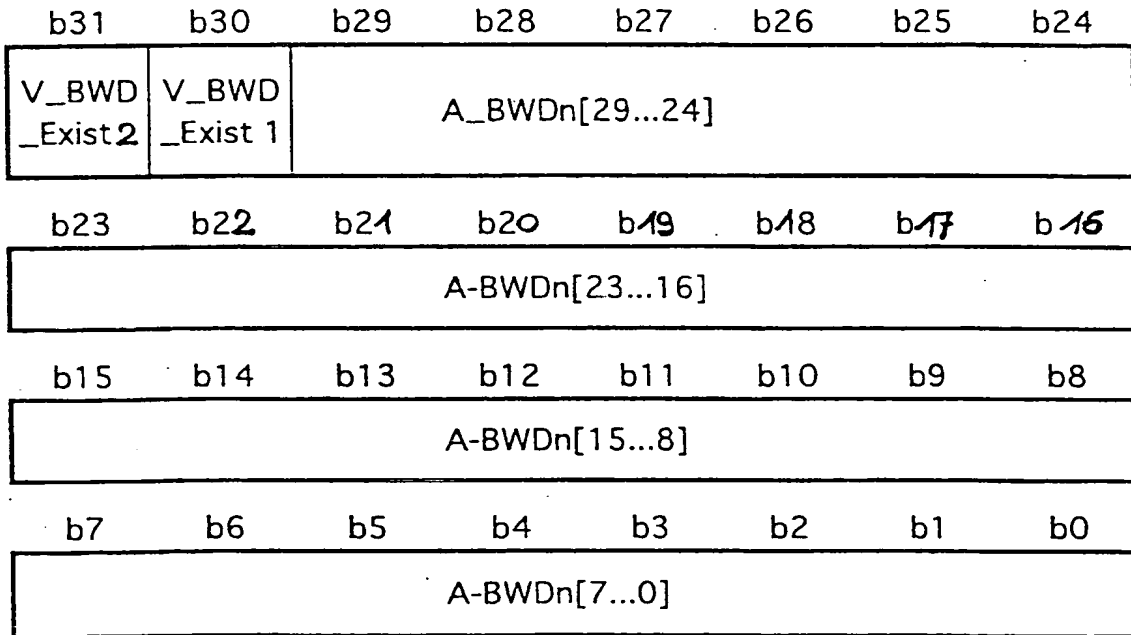 b31 b30 b29 b28 b27 b26 b25 b24
V_BWD V_BWD A_BWDn[29...24]
_Exist2 _Exist 1
b23 b22 b21 b20 b19 b18 b17 b16
A-BWDn[23...16]
b15 b14 b13 b12 b11 b10 b9 b8
A-BWDn[15...8]
b7 b6 b5 b4 b3 b2 b1 b0
A-BWDn[7...0]